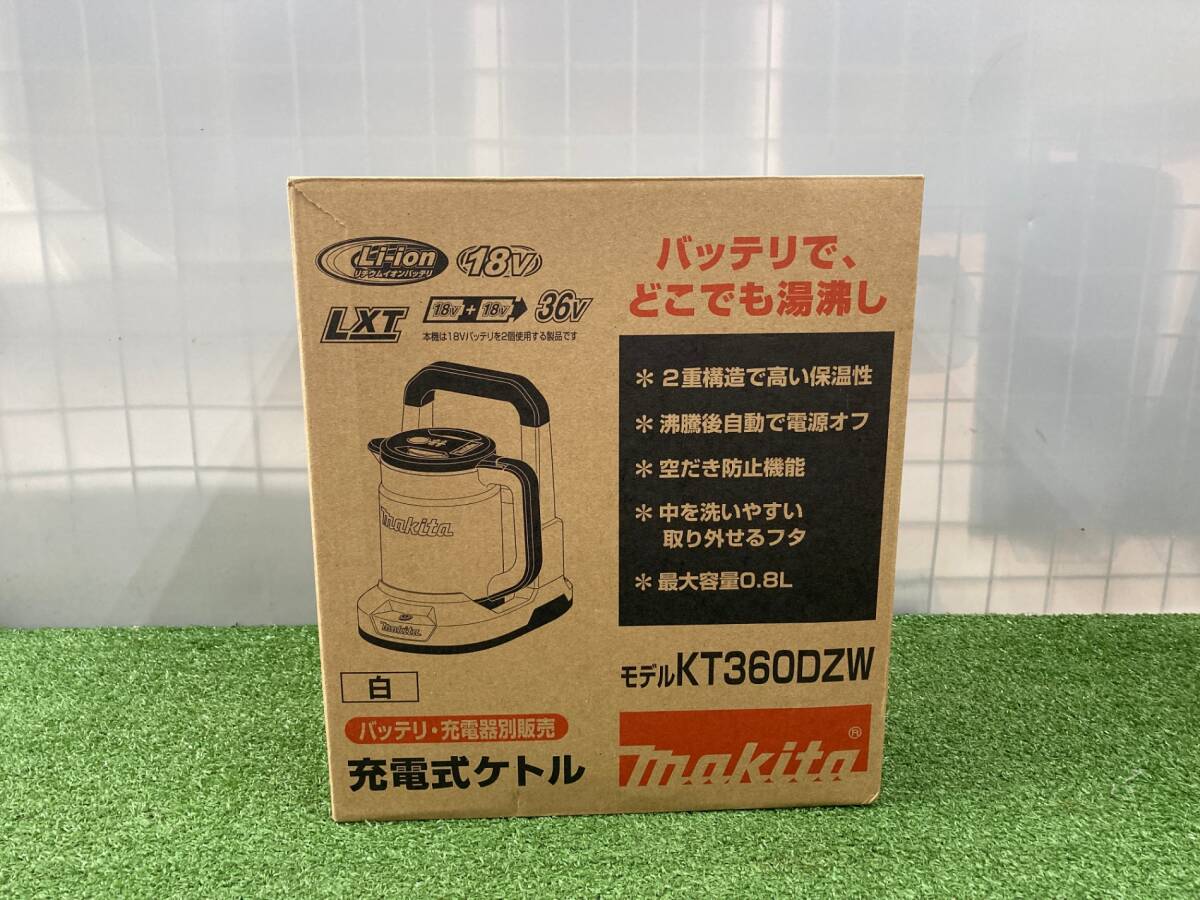 Li-ion
リチウムイオンバッテリ
18V
LXT
18V + 18V 36V
本機は18Vバッテリを2個使用する製品です
バッテリで、
どこでも湯沸し
＊2重構造で高い保温性
＊沸騰後自動で電源オフ
＊空だき防止機能
＊中を洗いやすい
取り外せるフタ
＊最大容量0.8L
makita
makita
白
モデルKT360DZW
バッテリ・充電器別販売
充電式ケトル
makita®